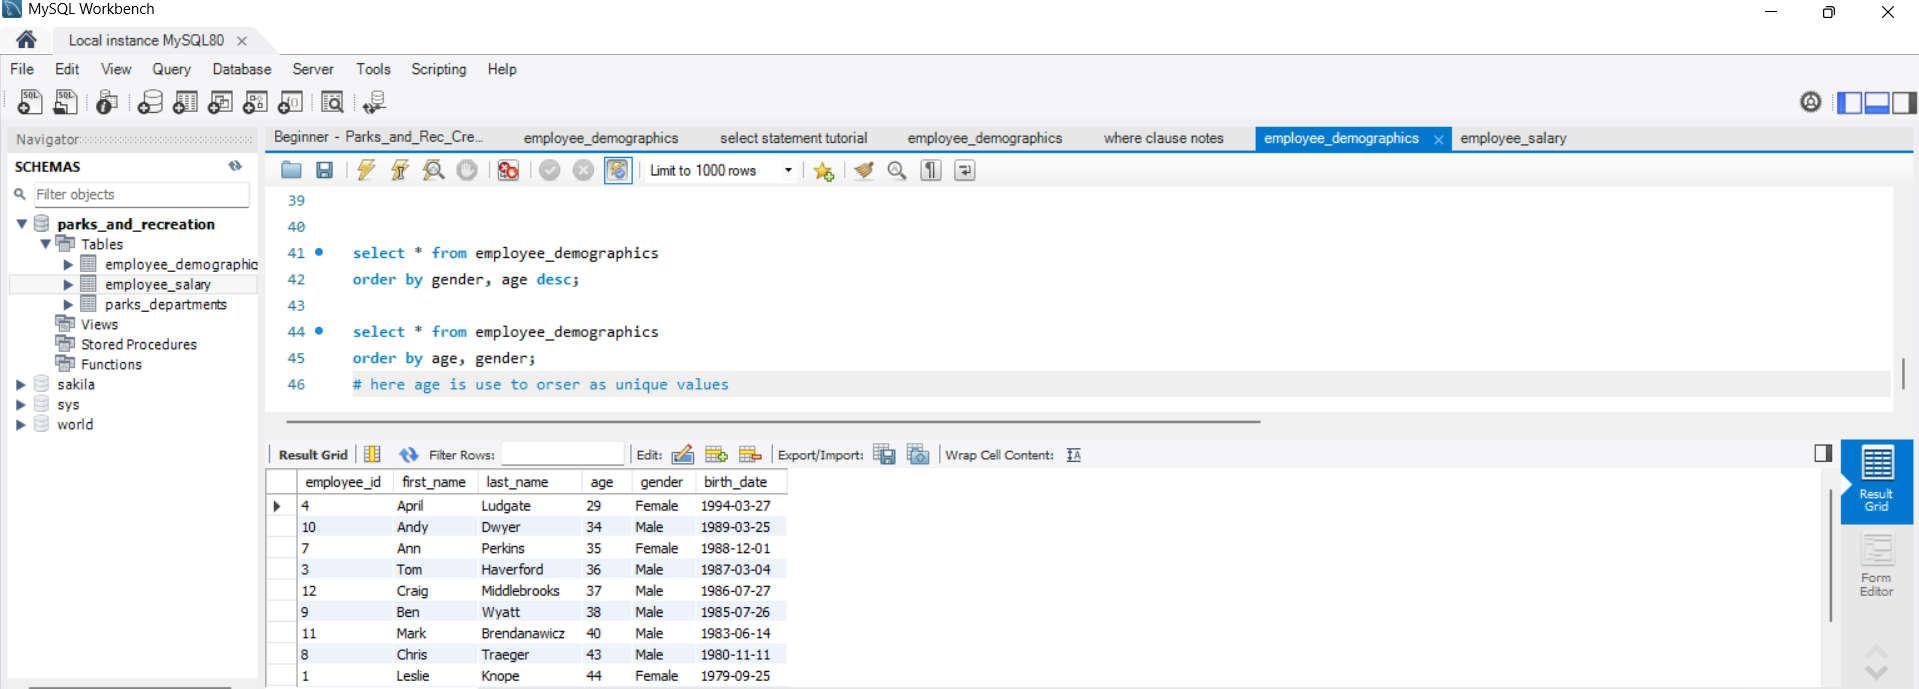 MySQL Workbench
Local instance MySQL80
File Edit View Query Database Server Tools Scripting Help
Navigator
SCHEMAS
Filter objects
parks_and_recreation
Tables
employee_demographic
employee_salary
parks_departments
Views
Stored Procedures
Functions
sakila
sys
world
Beginner - Parks_and_Rec_Cre... employee_demographics select statement tutorial employee_demographics where clause notes employee_demographics employee_salary
Limit to 1000 rows
39
40
41 select * from employee_demographics
42 order by gender, age desc;
43
44 select * from employee_demographics
45 order by age, gender;
46 # here age is use to orser as unique values
Result Grid Filter Rows: Edit: Export/Import: Wrap Cell Content:
employee_id first_name last_name age gender birth_date
4 April Ludgate 29 Female 1994-03-27
10 Andy Dwyer 34 Male 1989-03-25
7 Ann Perkins 35 Female 1988-12-01
3 Tom Haverford 36 Male 1987-03-04
12 Craig Middlebrooks 37 Male 1986-07-27
9 Ben Wyatt 38 Male 1985-07-26
11 Mark Brendanawicz 40 Male 1983-06-14
8 Chris Traeger 43 Male 1980-11-11
1 Leslie Knope 44 Female 1979-09-25
Result
Grid
Form
Editor